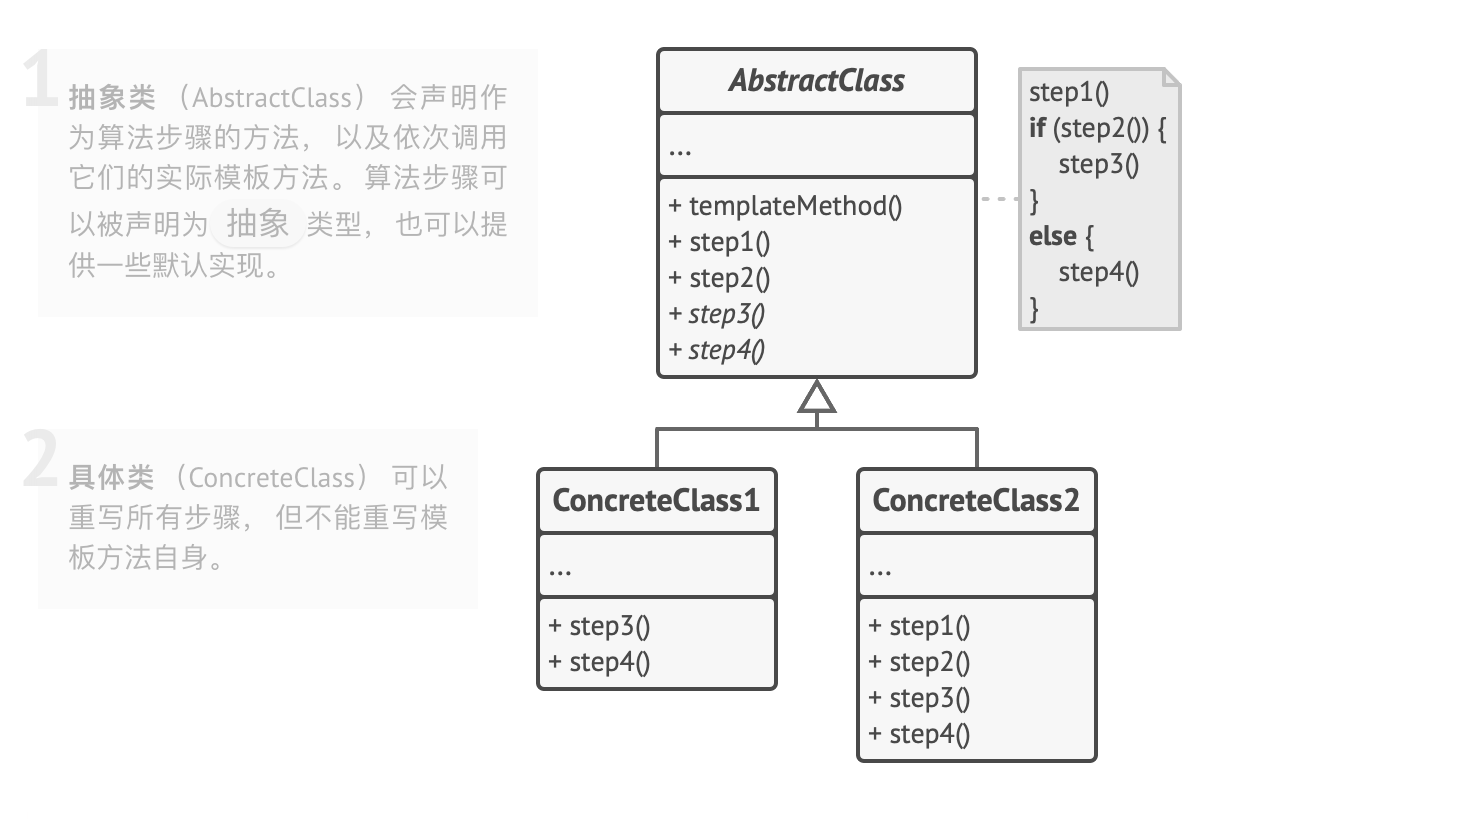 1
抽象类 （AbstractClass） 会声明作
为算法步骤的方法， 以及依次调用
它们的实际模板方法。 算法步骤可
以被声明为 抽象 类型， 也可以提
供一些默认实现。
AbstractClass
...
+ templateMethod()
+ step1()
+ step2()
+ step3()
+ step4()
step1()
if (step2()) {
step3()
}
else {
step4()
}
2
具体类 （ConcreteClass） 可以
重写所有步骤， 但不能重写模
板方法自身。
ConcreteClass1
...
+ step3()
+ step4()
ConcreteClass2
...
+ step1()
+ step2()
+ step3()
+ step4()